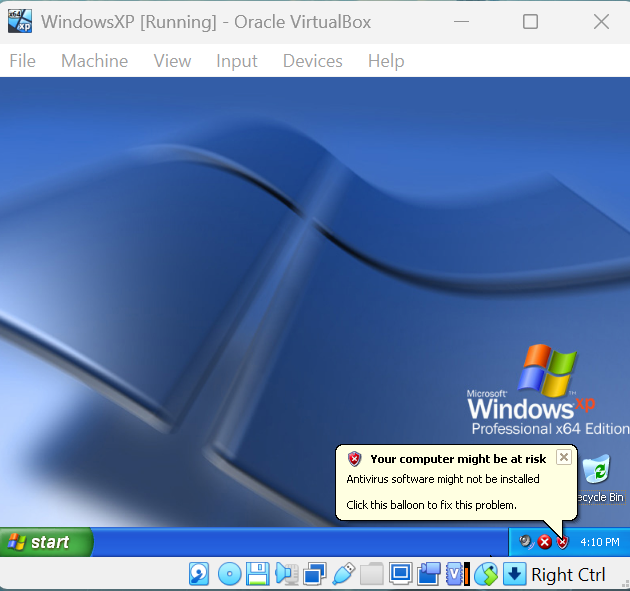 WindowsXP [Running] - Oracle VirtualBox
File Machine View Input Devices Help
Microsoft
Windows xp
Professional x64 Edition
Your computer might be at risk
Antivirus software might not be installed
Click this balloon to fix this problem.
ecycle Bin
start
4:10 PM
Right Ctrl